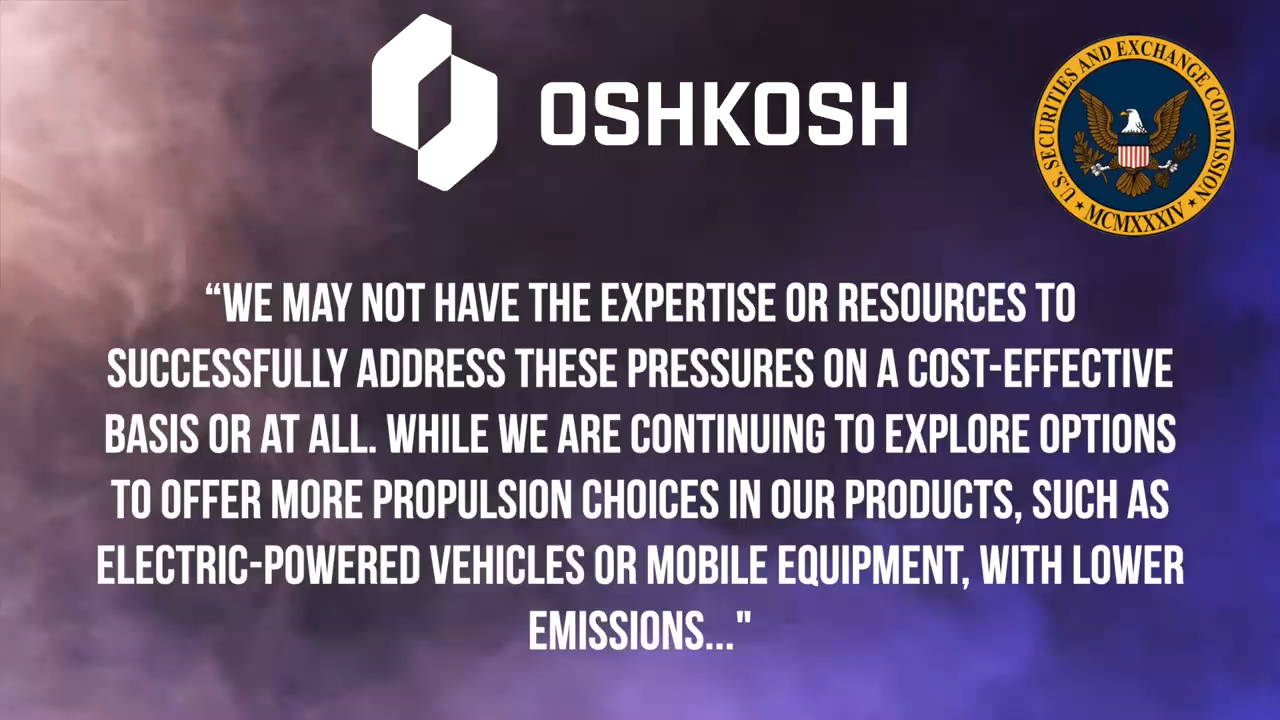 OSHKOSH
U.S. SECURITIES AND EXCHANGE COMMISSION
MCMXXXIV
“WE MAY NOT HAVE THE EXPERTISE OR RESOURCES TO
SUCCESSFULLY ADDRESS THESE PRESSURES ON A COST-EFFECTIVE
BASIS OR AT ALL. WHILE WE ARE CONTINUING TO EXPLORE OPTIONS
TO OFFER MORE PROPULSION CHOICES IN OUR PRODUCTS, SUCH AS
ELECTRIC-POWERED VEHICLES OR MOBILE EQUIPMENT, WITH LOWER
EMISSIONS..."